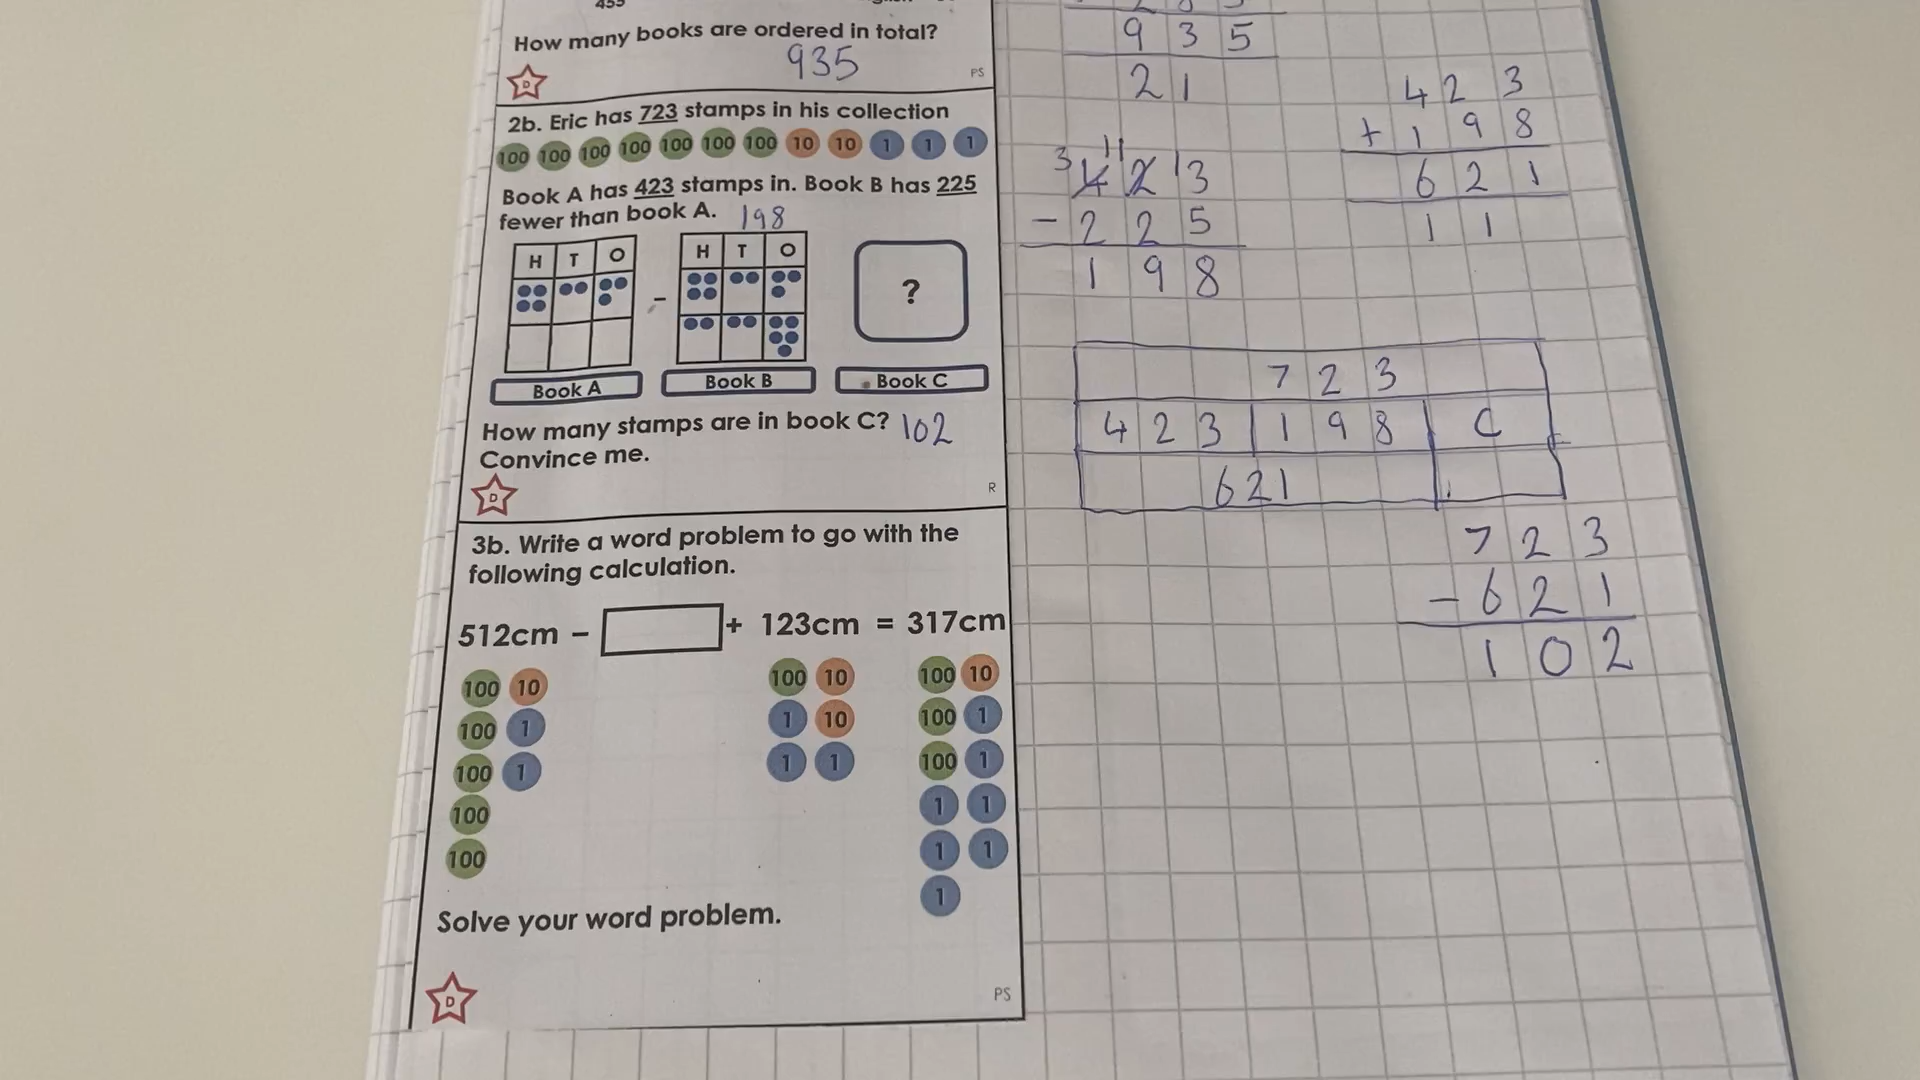 455
How many books are ordered in total?
935
D
PS
2b. Eric has 723 stamps in his collection
100 100 100 100 100 100 100 10 10 1 1 1
Book A has 423 stamps in. Book B has 225
fewer than book A. 198
H T O
-
H T O
?
Book A
Book B
Book C
How many stamps are in book C? 102
Convince me.
D
R
3b. Write a word problem to go with the
following calculation.
512cm - + 123cm = 317cm
100 10
100 1
100 1
100
100
100 10
1 10
1 1
100 10
100 1
100 1
1 1
1 1
1
Solve your word problem.
D
PS
9 3 5
2 1
3 11 1
4 2 3
- 2 2 5
1 9 8
4 2 3
+ 1 9 8
6 2 1
1 1
7 2 3
4 2 3 1 9 8 C
621
7 2 3
- 6 2 1
1 0 2